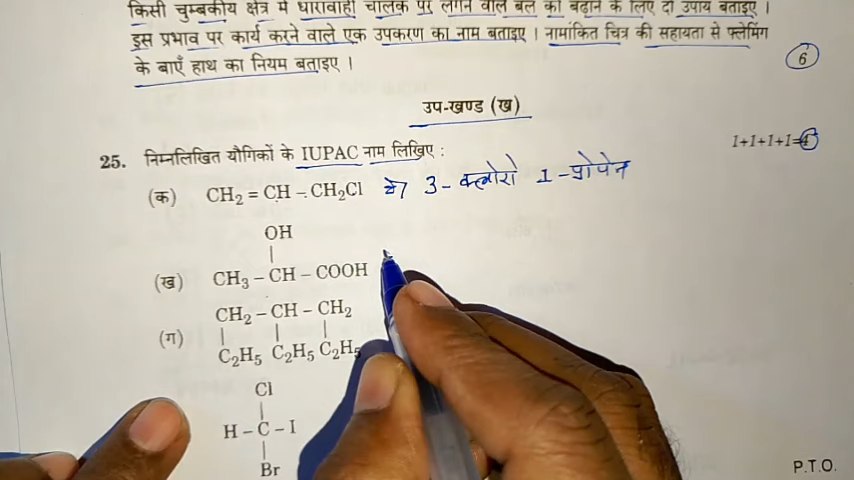 किसी चुम्बकीय क्षेत्र में धारावाही चालक पर लगने वाले बल को बढ़ाने के लिए दो उपाय बताइए ।
इस प्रभाव पर कार्य करने वाले एक उपकरण का नाम बताइए । नामांकित चित्र की सहायता से फ्लेमिंग
के बाएँ हाथ का नियम बताइए ।
6
उप-खण्ड (ख)
25. निम्नलिखित यौगिकों के IUPAC नाम लिखिए :
1+1+1+1=4
(क) CH₂ = CH – CH₂Cl ⇒ 3- क्लोरो 1-प्रोपेन
OH
|
(ख) CH₃ – CH – COOH
CH₂ – CH – CH₂
| | |
(ग)
C₂H₅ C₂H₅ C₂H₅
Cl
|
H – C – I
|
Br
P.T.O.